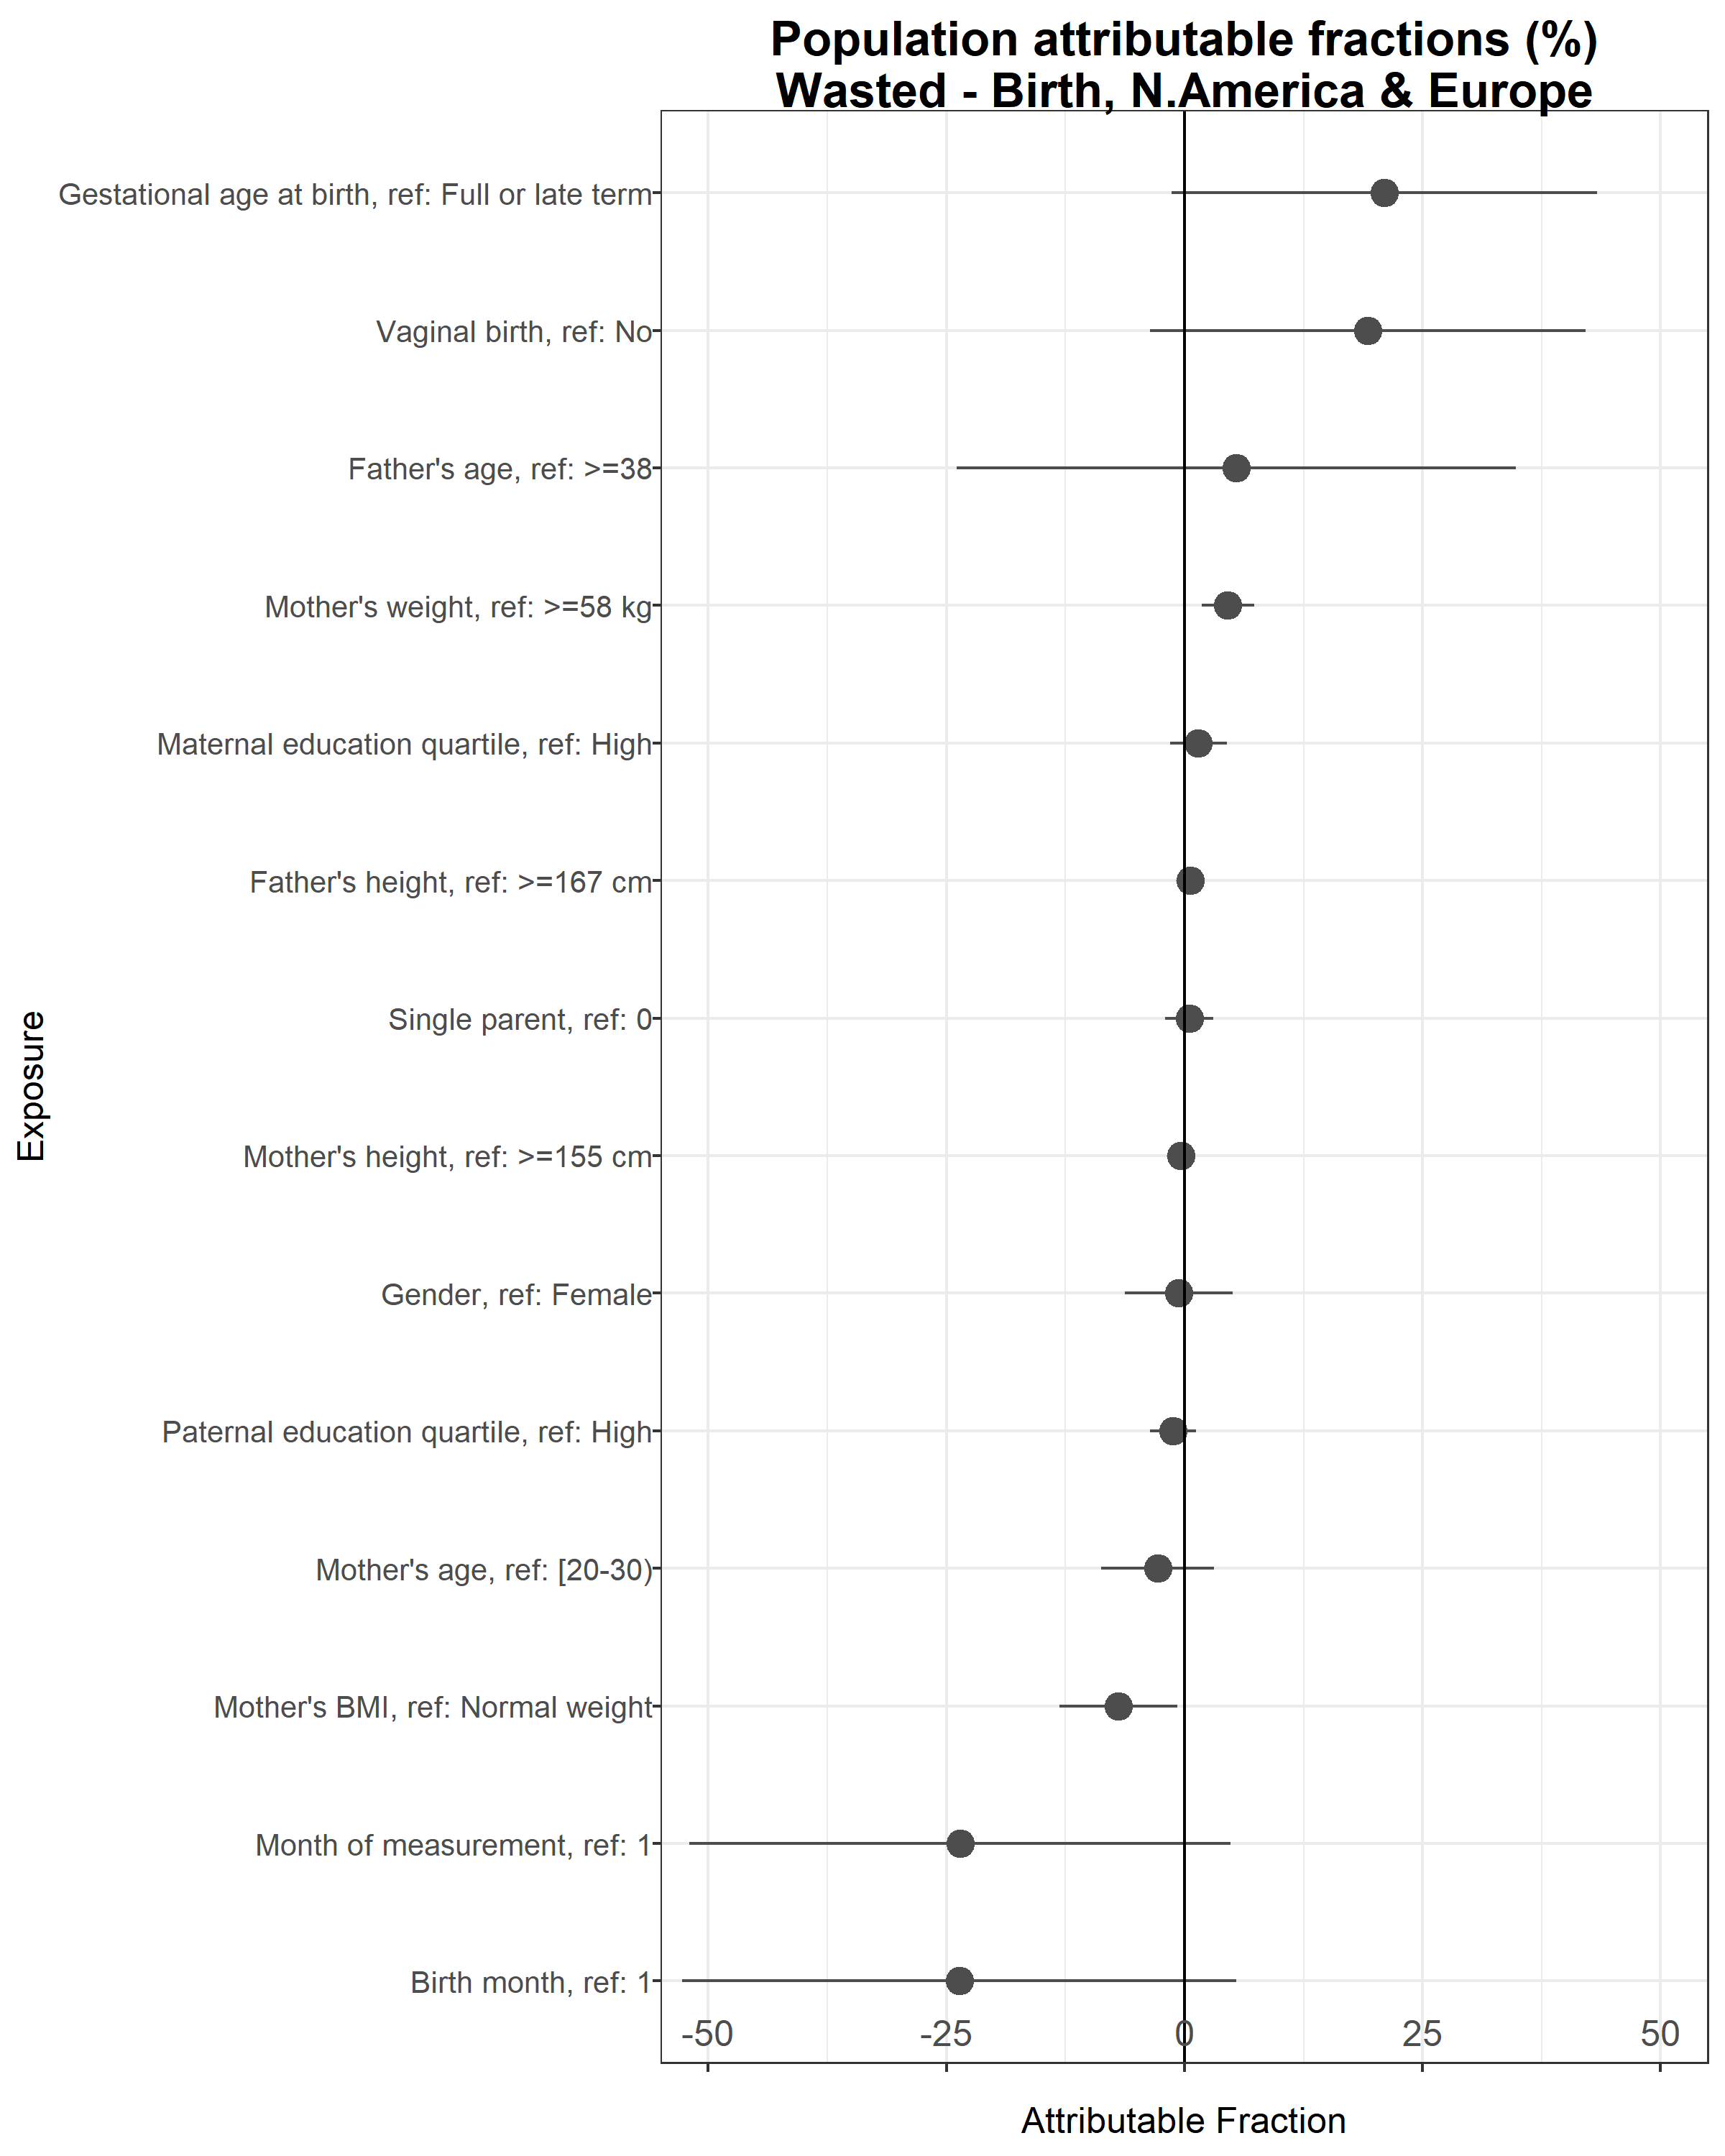 Population attributable fractions (%)
Wasted - Birth, N.America & Europe
Gestational age at birth, ref: Full or late term
Vaginal birth, ref: No
Father's age, ref: >=38
Mother's weight, ref: >=58 kg
Maternal education quartile, ref: High
Father's height, ref: >=167 cm
Single parent, ref: 0
Mother's height, ref: >=155 cm
Gender, ref: Female
Paternal education quartile, ref: High
Mother's age, ref: [20-30)
Mother's BMI, ref: Normal weight
Month of measurement, ref: 1
Birth month, ref: 1
Exposure
-50 -25 0 25 50
Attributable Fraction